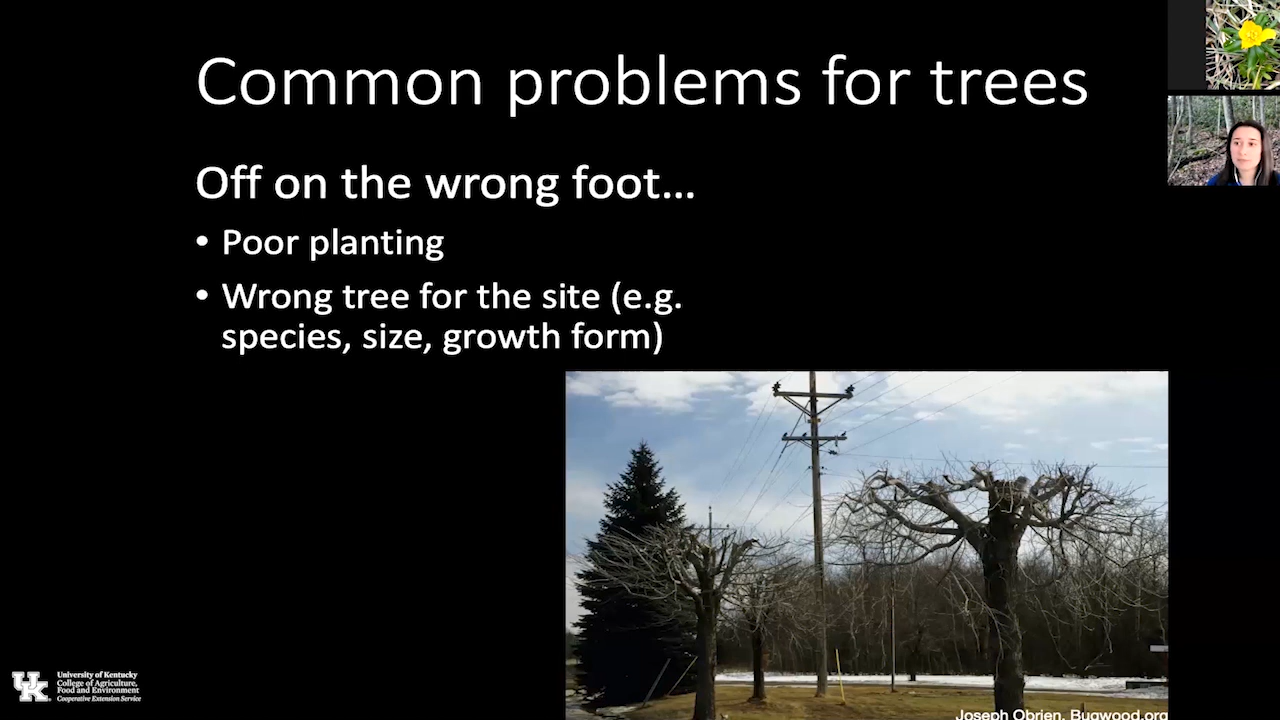 Common problems for trees
Off on the wrong foot…
• Poor planting
• Wrong tree for the site (e.g.
species, size, growth form)
Joseph Obrien, Bugwood.org
UK
University of Kentucky
College of Agriculture,
Food and Environment
Cooperative Extension Service